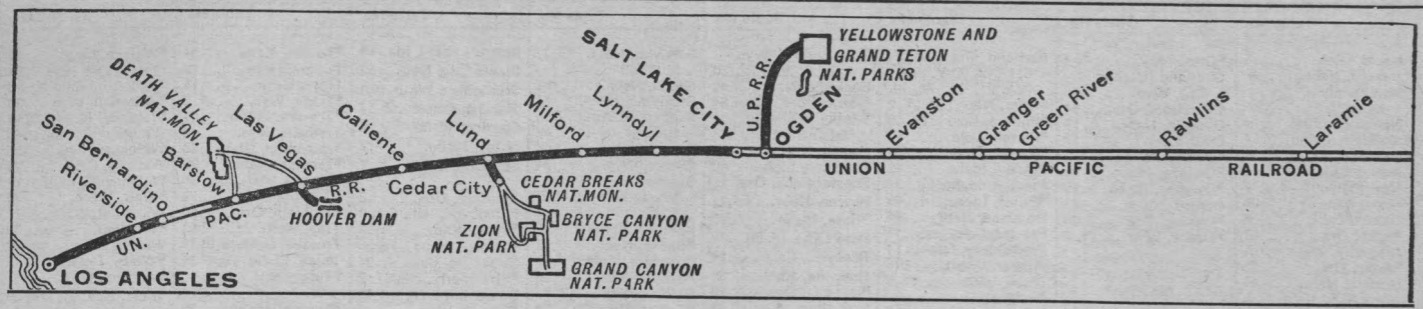 YELLOWSTONE AND
GRAND TETON
NAT. PARKS
SALT LAKE CITY
U.P.R.R.
OGDEN
DEATH VALLEY
NAT.MON.
Las Vegas
Caliente
Lund
Milford
Lynndyl
Evanston
Granger
Green River
Rawlins
Laramie
San Bernardino
Riverside
Barstow
UN.
PAC.
R.R.
HOOVER DAM
Cedar City
CEDAR BREAKS
NAT.MON.
BRYCE CANYON
NAT. PARK
ZION
NAT. PARK
GRAND CANYON
NAT. PARK
UNION PACIFIC RAILROAD
LOS ANGELES